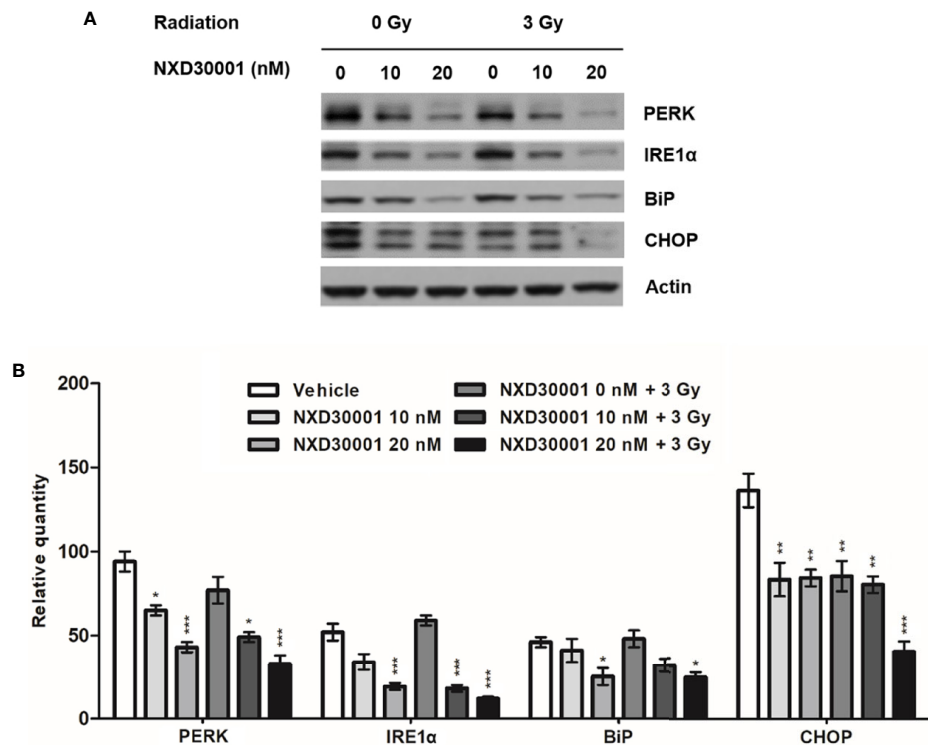 A
Radiation 0 Gy 3 Gy
NXD30001 (nM) 0 10 20 0 10 20
PERK
IRE1α
BiP
CHOP
Actin
B
Relative quantity
200
150
100
50
0
Vehicle
NXD30001 10 nM
NXD30001 20 nM
NXD30001 0 nM + 3 Gy
NXD30001 10 nM + 3 Gy
NXD30001 20 nM + 3 Gy
* *** * ***
*** *** ***
* *
** ** ** ** ***
PERK IRE1α BiP CHOP